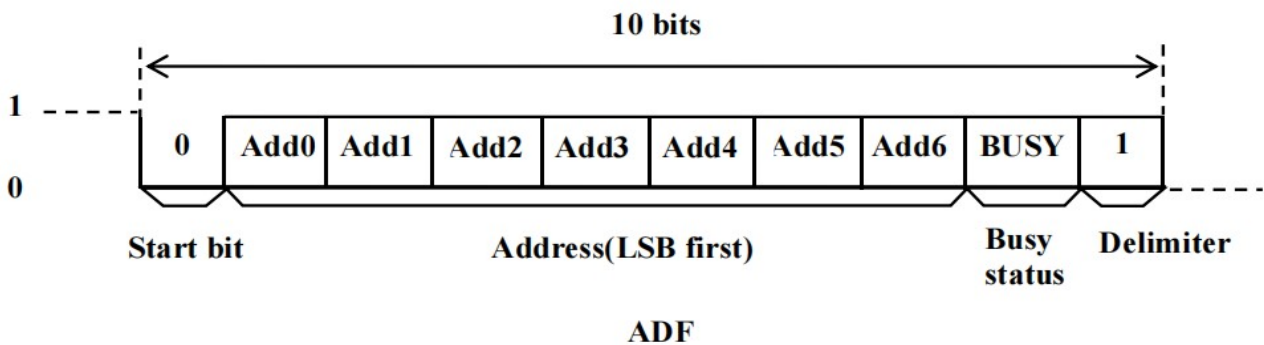 10 bits
1
0 Add0 Add1 Add2 Add3 Add4 Add5 Add6 BUSY 1
0
Start bit Address(LSB first) Busy status Delimiter
ADF